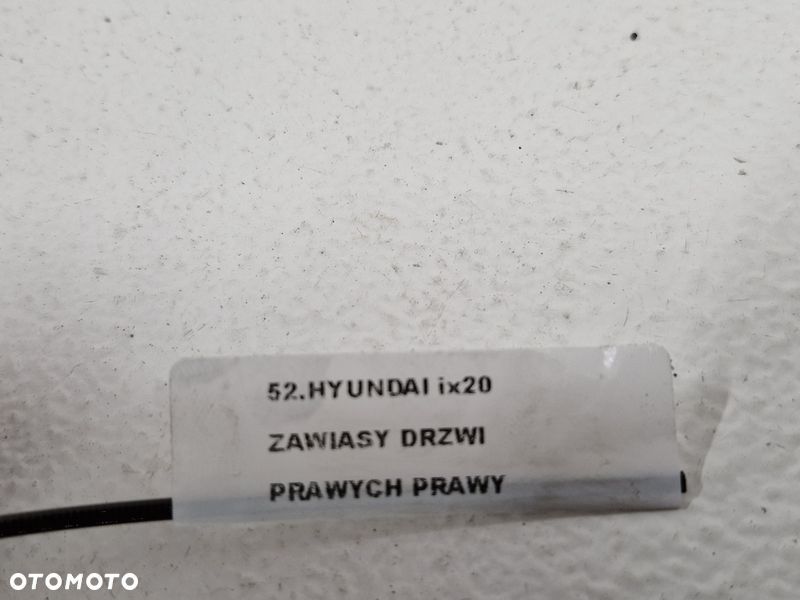 52.HYUNDAI ix20
ZAWIASY DRZWI
PRAWYCH PRAWY
OTOMOTO